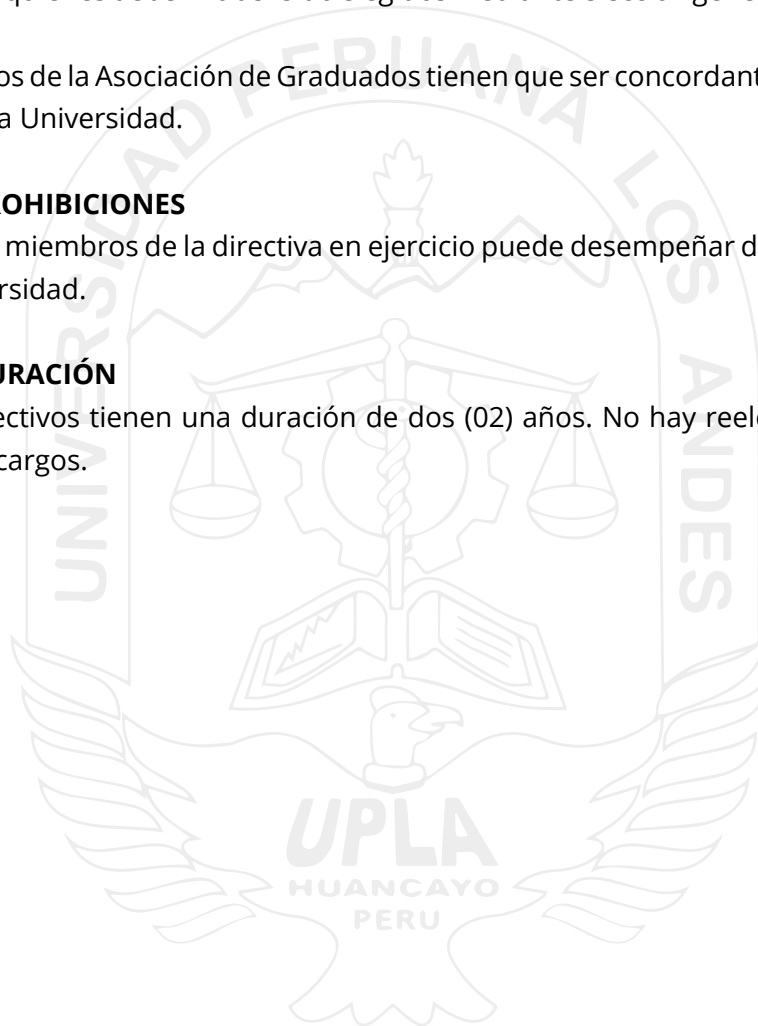 os de la Asociación de Graduados tienen que ser concordant
a Universidad.
ROHIBICIONES
miembros de la directiva en ejercicio puede desempeñar d
rsidad.
URACIÓN
ectivos tienen una duración de dos (02) años. No hay reel
cargos.
UNIVERSIDAD PERUANA LOS ANDES
UPLA
HUANCAYO
PERU